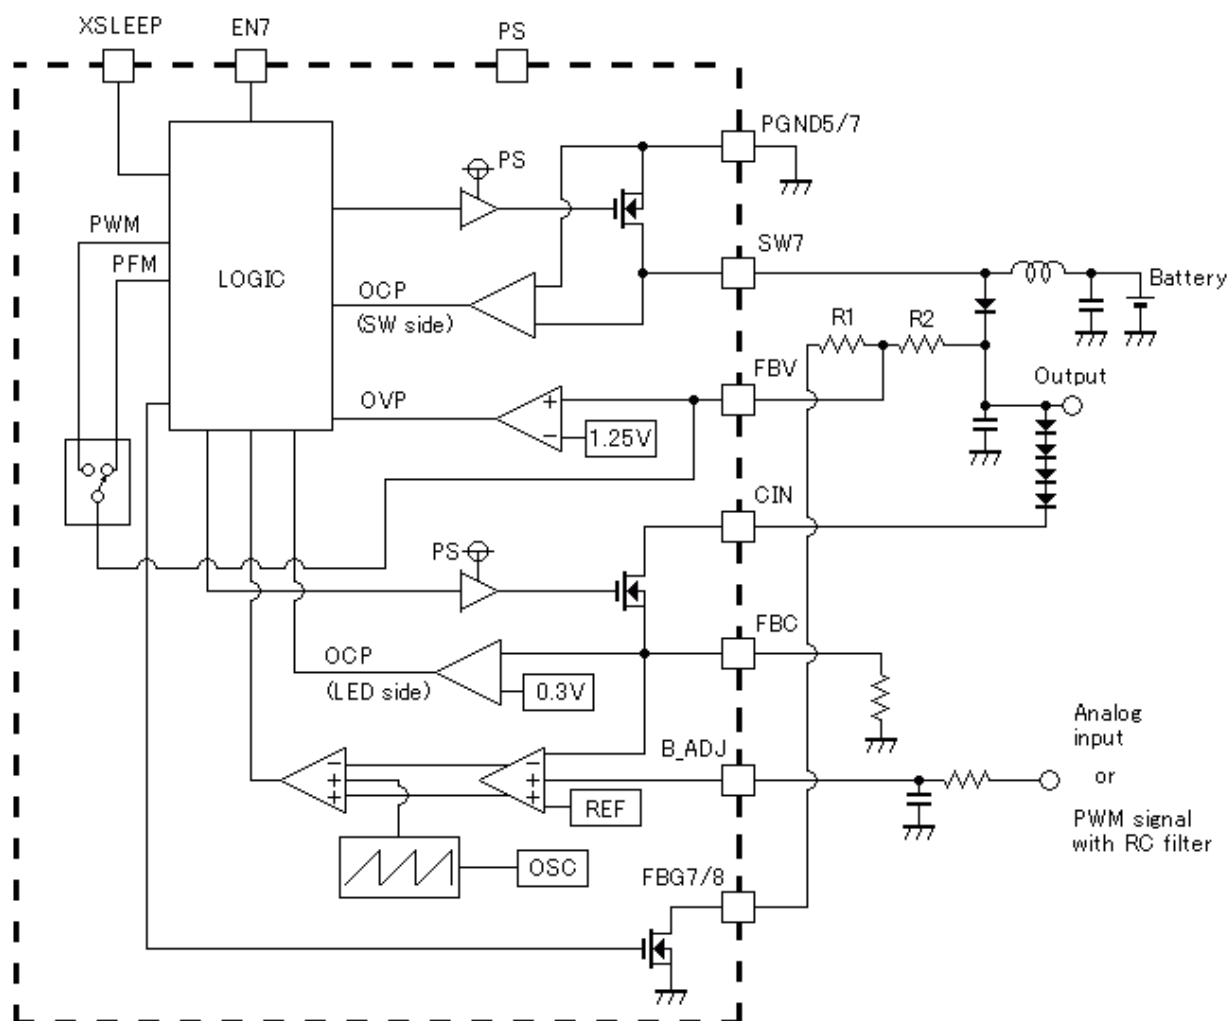 XSLEEP
EN7
PS
PGND5/7
PS
PWM
PFM
LOGIC
OCP
(SW side)
SW7
Battery
R1
R2
FBV
Output
OVP
+
−
1.25V
CIN
PS
FBC
OCP
(LED side)
0.3V
B_ADJ
Analog
input
or
PWM signal
with RC filter
−
+
+
−
+
+
REF
OSC
FBG7/8